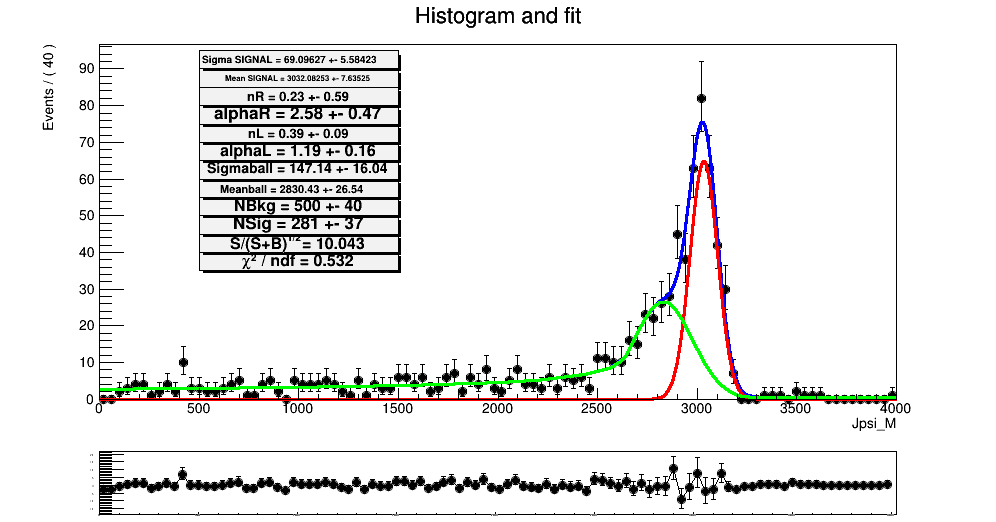 Histogram and fit
Events / ( 40 )
Sigma SIGNAL = 69.09627 +- 5.58423
Mean SIGNAL = 3032.08253 +- 7.63525
nR = 0.23 +- 0.59
alphaR = 2.58 +- 0.47
nL = 0.39 +- 0.09
alphaL = 1.19 +- 0.16
Sigmaball = 147.14 +- 16.04
Meanball = 2830.43 +- 26.54
NBkg = 500 +- 40
NSig = 281 +- 37
S/(S+B)^1/2 = 10.043
χ² / ndf = 0.532
90
80
70
60
50
40
30
20
10
0
0 500 1000 1500 2000 2500 3000 3500 4000
Jpsi_M